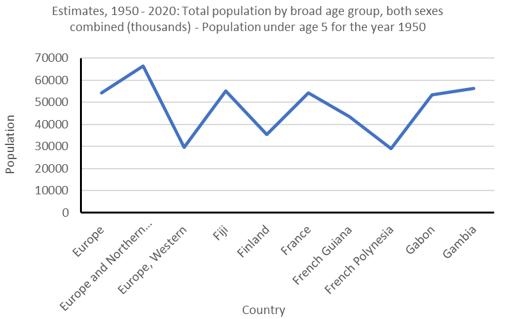 Estimates, 1950 - 2020: Total population by broad age group, both sexes
combined (thousands) - Population under age 5 for the year 1950
70000
60000
50000
40000
30000
20000
10000
0
Population
Europe
Europe and Northern...
Europe, Western
Fiji
Finland
France
French Guiana
French Polynesia
Gabon
Gambia
Country